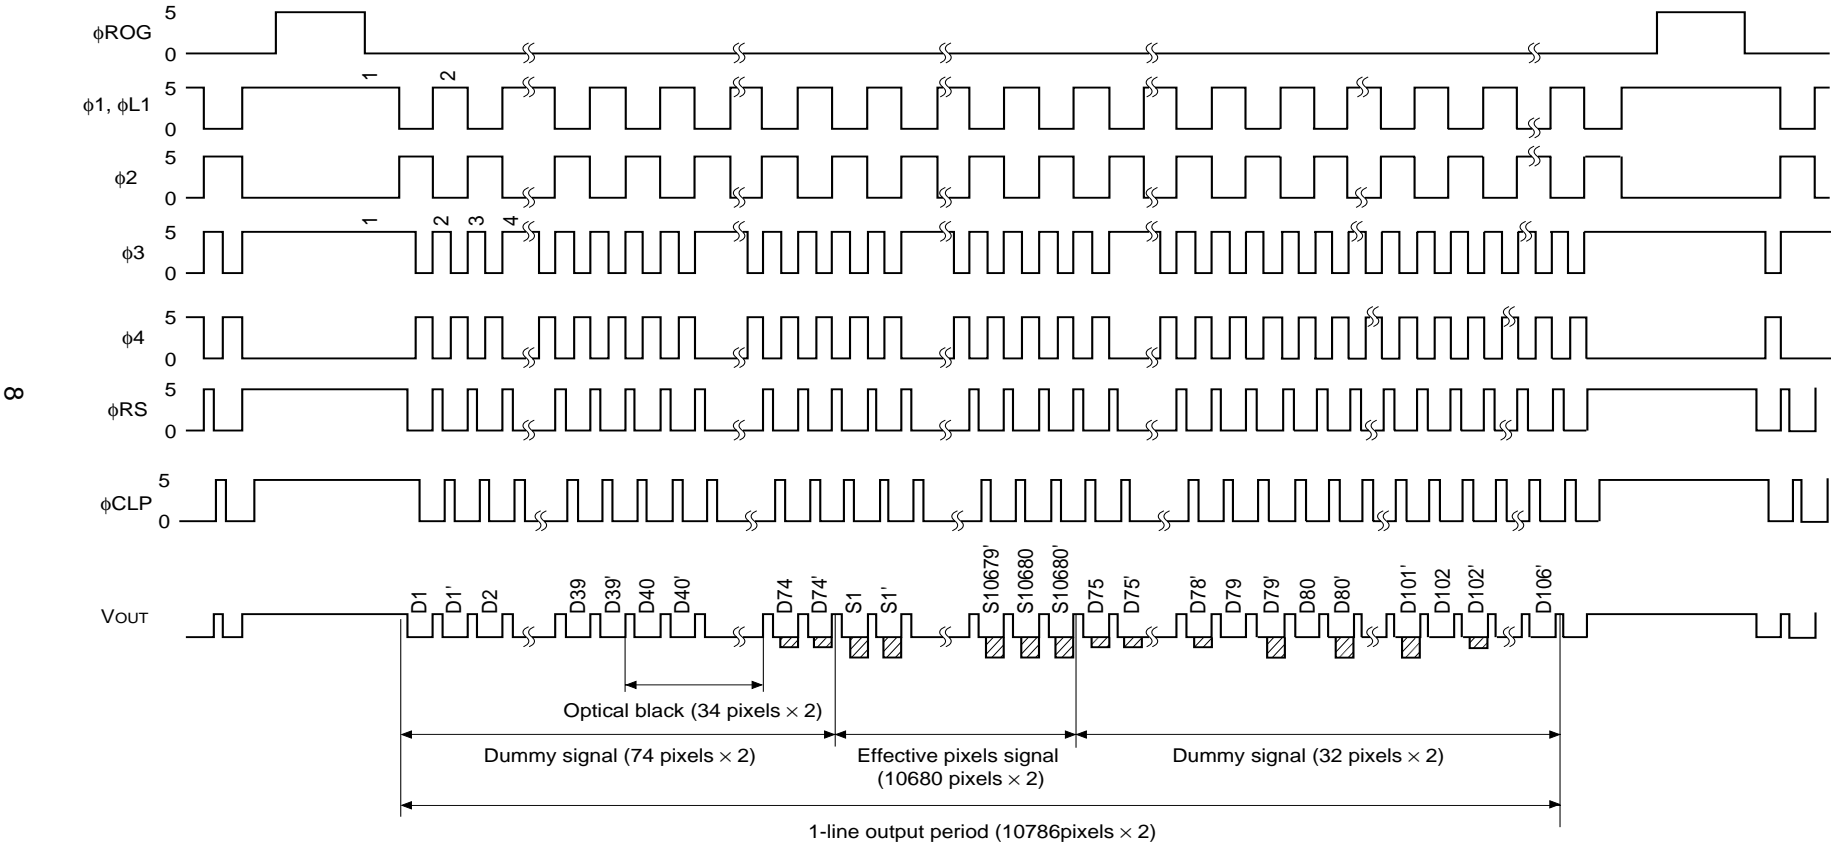 ϕROG
5
0
ϕ1, ϕL1
5
0
1
2
ϕ2
5
0
ϕ3
5
0
1
2
3
4
ϕ4
5
0
ϕRS
5
0
8
ϕCLP
5
0
VOUT
D1
D1'
D2
D39
D39'
D40
D40'
D74
D74'
S1
S1'
S10679'
S10680
S10680'
D75
D75'
D78'
D79
D79'
D80
D80'
D101'
D102
D102'
D106'
Optical black (34 pixels × 2)
Dummy signal (74 pixels × 2)
Effective pixels signal
(10680 pixels × 2)
Dummy signal (32 pixels × 2)
1-line output period (10786pixels × 2)